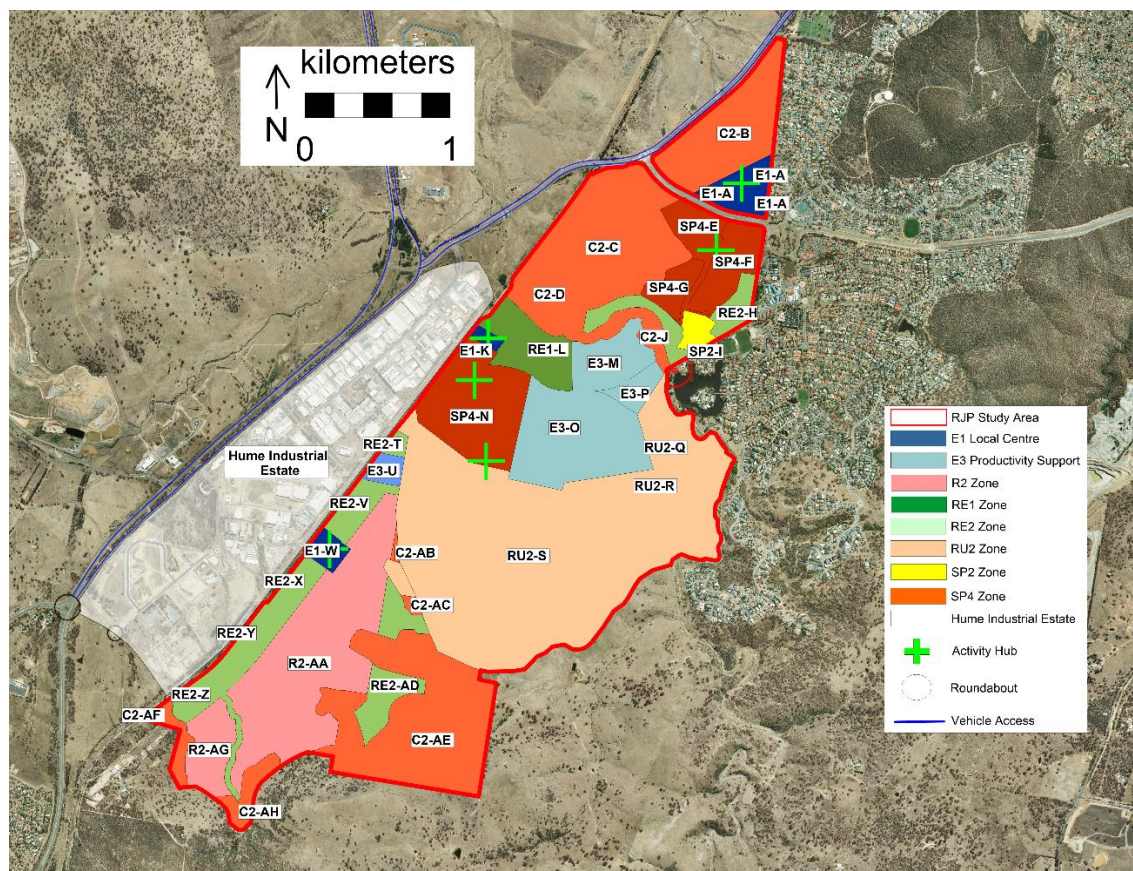 kilometers
N
0 1
C2-B
E1-A
E1-A
E1-A
SP4-E
C2-C
SP4-F
SP4-G
C2-D
RE2-H
C2-J
SP2-I
E1-K
RE1-L
E3-M
E3-P
SP4-N
E3-O
RE2-T
RU2-Q
Hume Industrial
Estate
E3-U
RU2-R
RE2-V
E1-W
C2-AB
RU2-S
RE2-X
C2-AC
RE2-Y
R2-AA
RE2-AD
RE2-Z
C2-AF
C2-AE
R2-AG
C2-AH
RJP Study Area
E1 Local Centre
E3 Productivity Support
R2 Zone
RE1 Zone
RE2 Zone
RU2 Zone
SP2 Zone
SP4 Zone
Hume Industrial Estate
Activity Hub
Roundabout
Vehicle Access